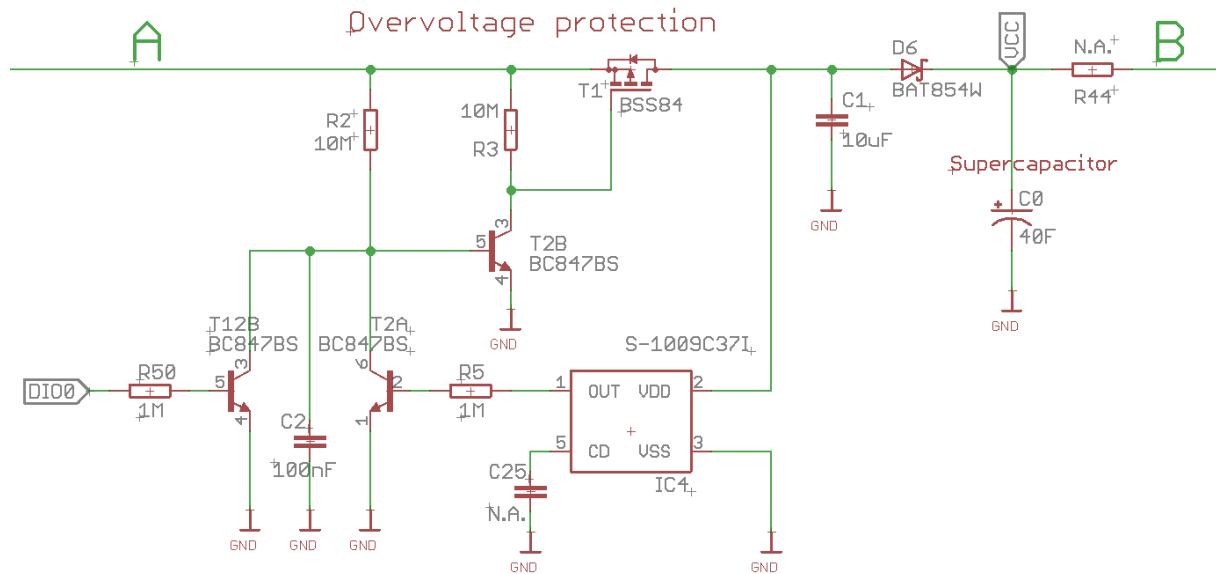 Overvoltage protection
A
B
D6
VCC
N.A.
BAT854W
R44
T1
BSS84
R2
10M
10M
R3
C1
10uF
Supercapacitor
C0
40F
GND
GND
3
5
4
T2B
BC847BS
GND
T12B
BC847BS
T2A
BC847BS
S-1009C37I
DIO0
R50
1M
5
3
4
6
2
1
R5
1M
1
OUT
VDD
2
5
CD
VSS
3
IC4
C2
100nF
C25
N.A.
GND
GND
GND
GND
GND